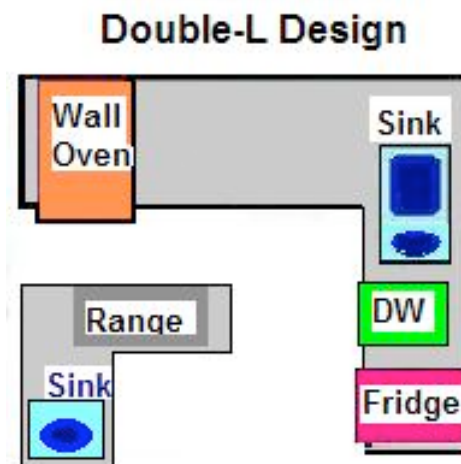 Double-L Design
Wall
Oven
Sink
Range
DW
Sink
Fridge